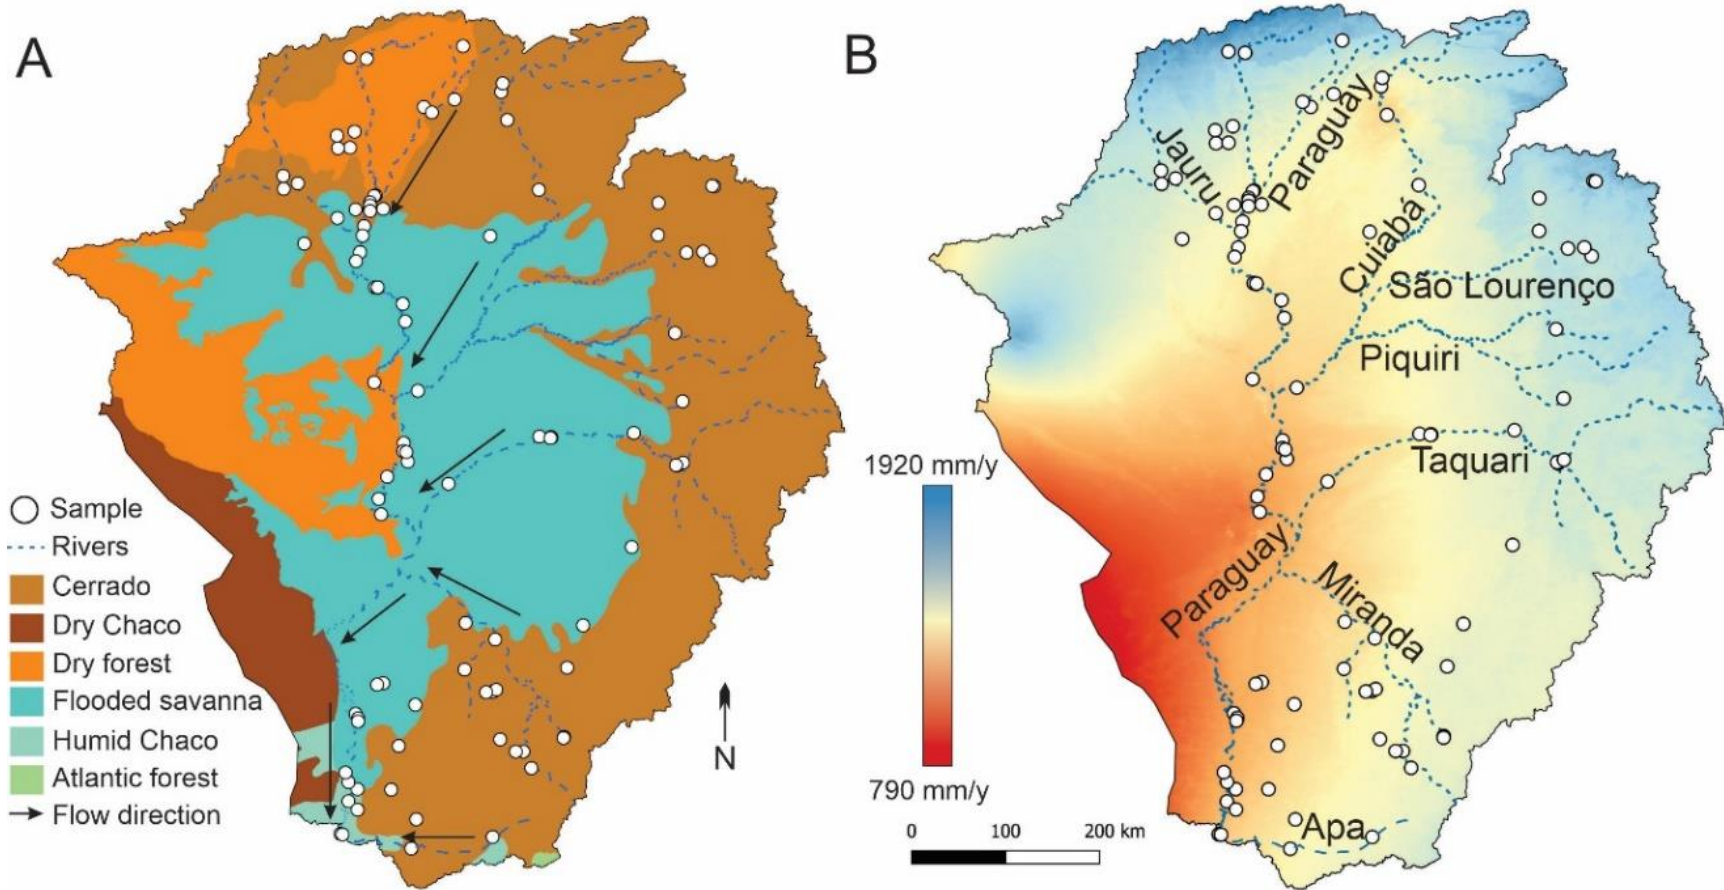 A
Sample
Rivers
Cerrado
Dry Chaco
Dry forest
Flooded savanna
Humid Chaco
Atlantic forest
Flow direction
N
B
Jauru
Paraguay
Cuiabá
São Lourenço
Piquiri
Taquari
Paraguay
Miranda
Apa
1920 mm/y
790 mm/y
0 100 200 km